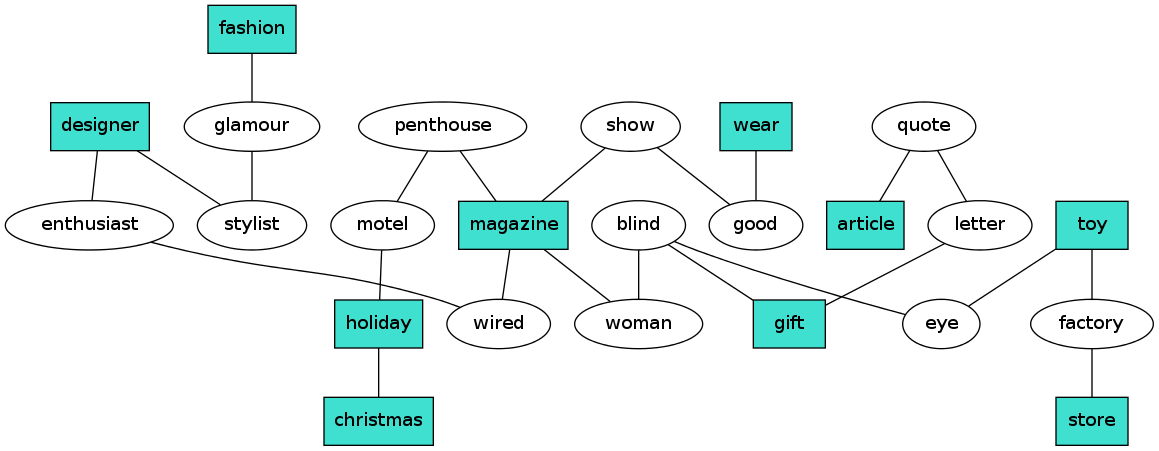 fashion
designer
glamour
penthouse
show
wear
quote
enthusiast
stylist
motel
magazine
blind
good
article
letter
toy
holiday
wired
woman
gift
eye
factory
christmas
store